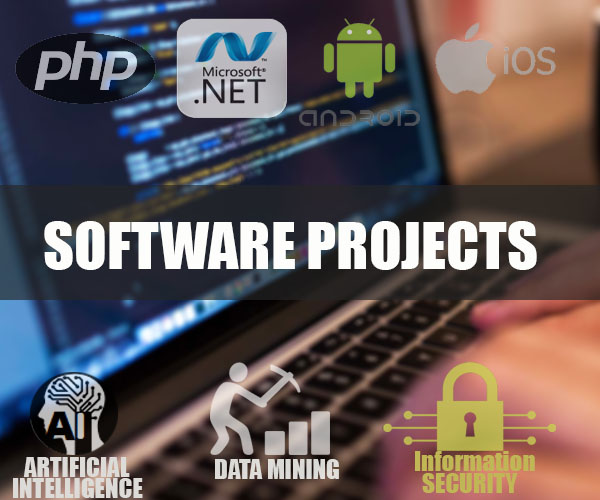 php
Microsoft®
.NET
ANDROID
iOS
SOFTWARE PROJECTS
AI
ARTIFICIAL
INTELLIGENCE
DATA MINING
Information
SECURITY